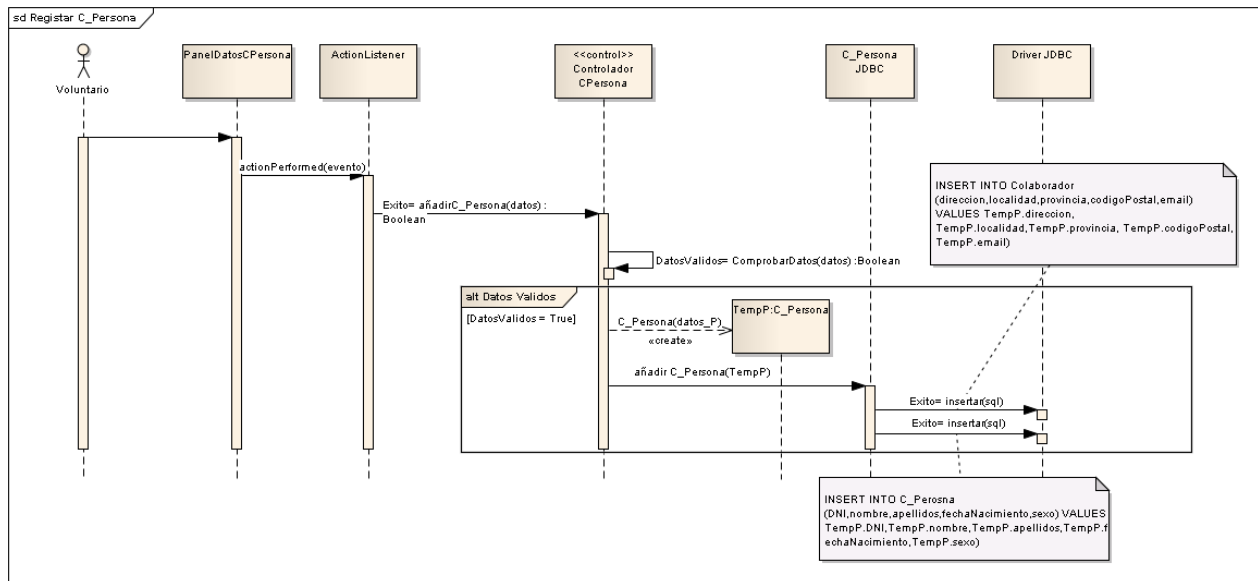 sd Registar C_Persona
Voluntario
PanelDatosCPersona
ActionListener
<<control>>
Controlador
CPersona
C_Persona
JDBC
Driver JDBC
actionPerformed(evento)
Exito= añadirC_Persona(datos) :
Boolean
DatosValidos= ComprobarDatos(datos) :Boolean
INSERT INTO Colaborador
(direccion,localidad,provincia,codigoPostal,email)
VALUES TempP.direccion,
TempP.localidad,TempP.provincia, TempP.codigoPostal,
TempP.email)
alt Datos Validos
[DatosValidos = True]
C_Persona(datos_P)
«create»
TempP:C_Persona
añadir C_Persona(TempP)
Exito= insertar(sql)
Exito= insertar(sql)
INSERT INTO C_Perosna
(DNI,nombre,apellidos,fechaNacimiento,sexo) VALUES
TempP.DNI,TempP.nombre,TempP.apellidos,TempP.f
echaNacimiento,TempP.sexo)